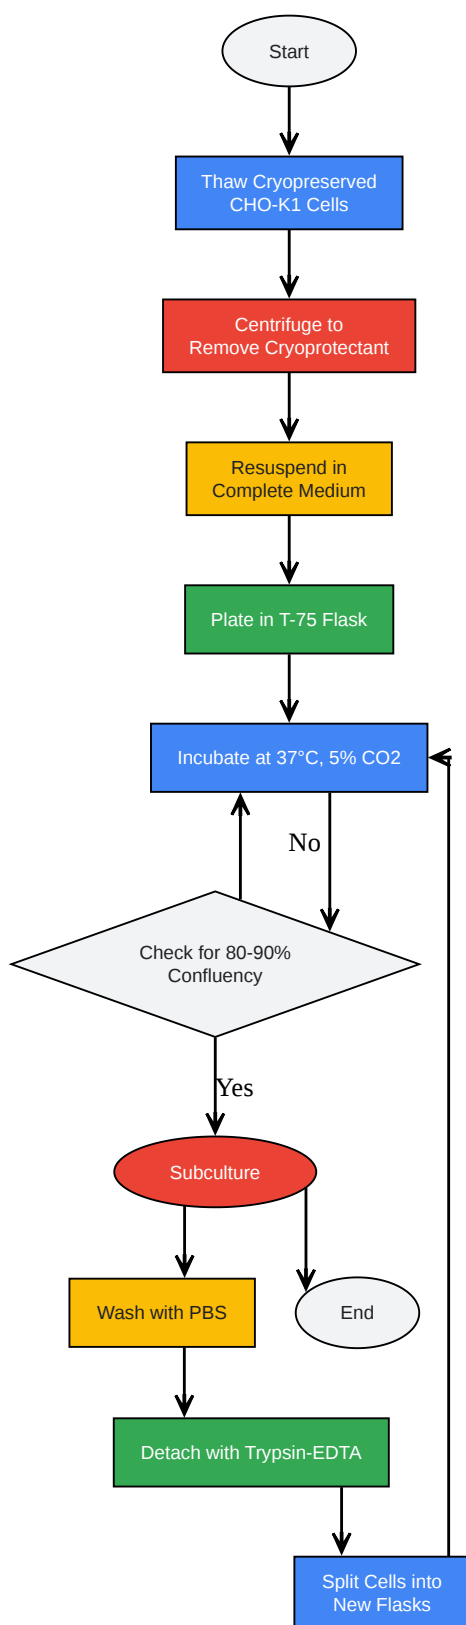 Start
Thaw Cryopreserved
CHO-K1 Cells
Centrifuge to
Remove Cryoprotectant
Resuspend in
Complete Medium
Plate in T-75 Flask
Incubate at 37°C, 5% CO2
No
Check for 80-90%
Confluency
Yes
Subculture
Wash with PBS
End
Detach with Trypsin-EDTA
Split Cells into
New Flasks